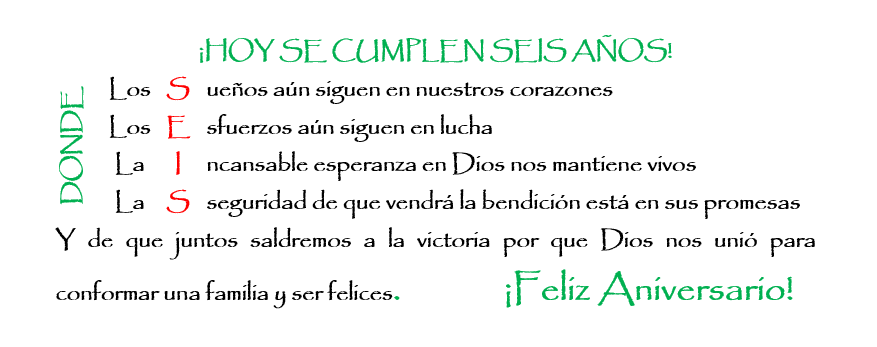 ¡HOY SE CUMPLEN SEIS AÑOS!
DONDE
Los S ueños aún siguen en nuestros corazones
Los E sfuerzos aún siguen en lucha
La I ncansable esperanza en Dios nos mantiene vivos
La S seguridad de que vendrá la bendición está en sus promesas
Y de que juntos saldremos a la victoria por que Dios nos unió para
conformar una familia y ser felices. ¡Feliz Aniversario!